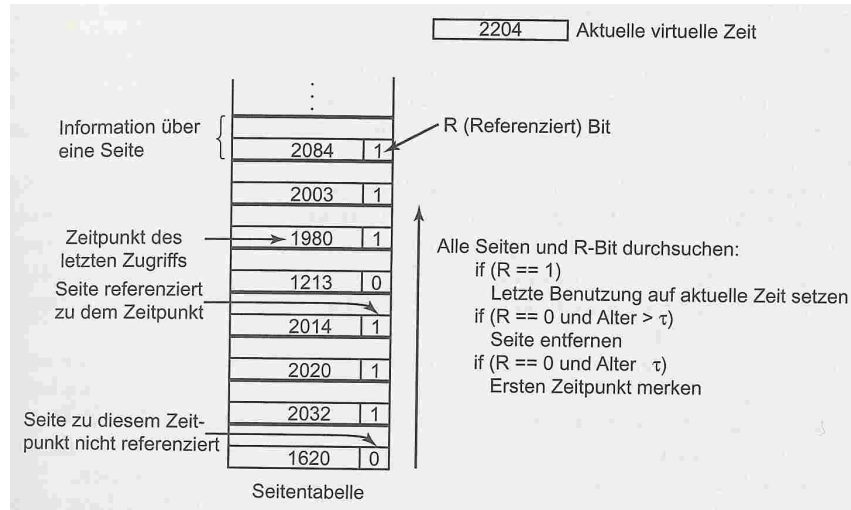 2204 Aktuelle virtuelle Zeit
Information über
eine Seite
R (Referenziert) Bit
2084 1
2003 1
Zeitpunkt des
letzten Zugriffs
1980 1
1213 0
Seite referenziert
zu dem Zeitpunkt
2014 1
2020 1
2032 1
Seite zu diesem Zeit-
punkt nicht referenziert
1620 0
Seitentabelle
Alle Seiten und R-Bit durchsuchen:
if (R == 1)
Letzte Benutzung auf aktuelle Zeit setzen
if (R == 0 und Alter > τ)
Seite entfernen
if (R == 0 und Alter τ)
Ersten Zeitpunkt merken